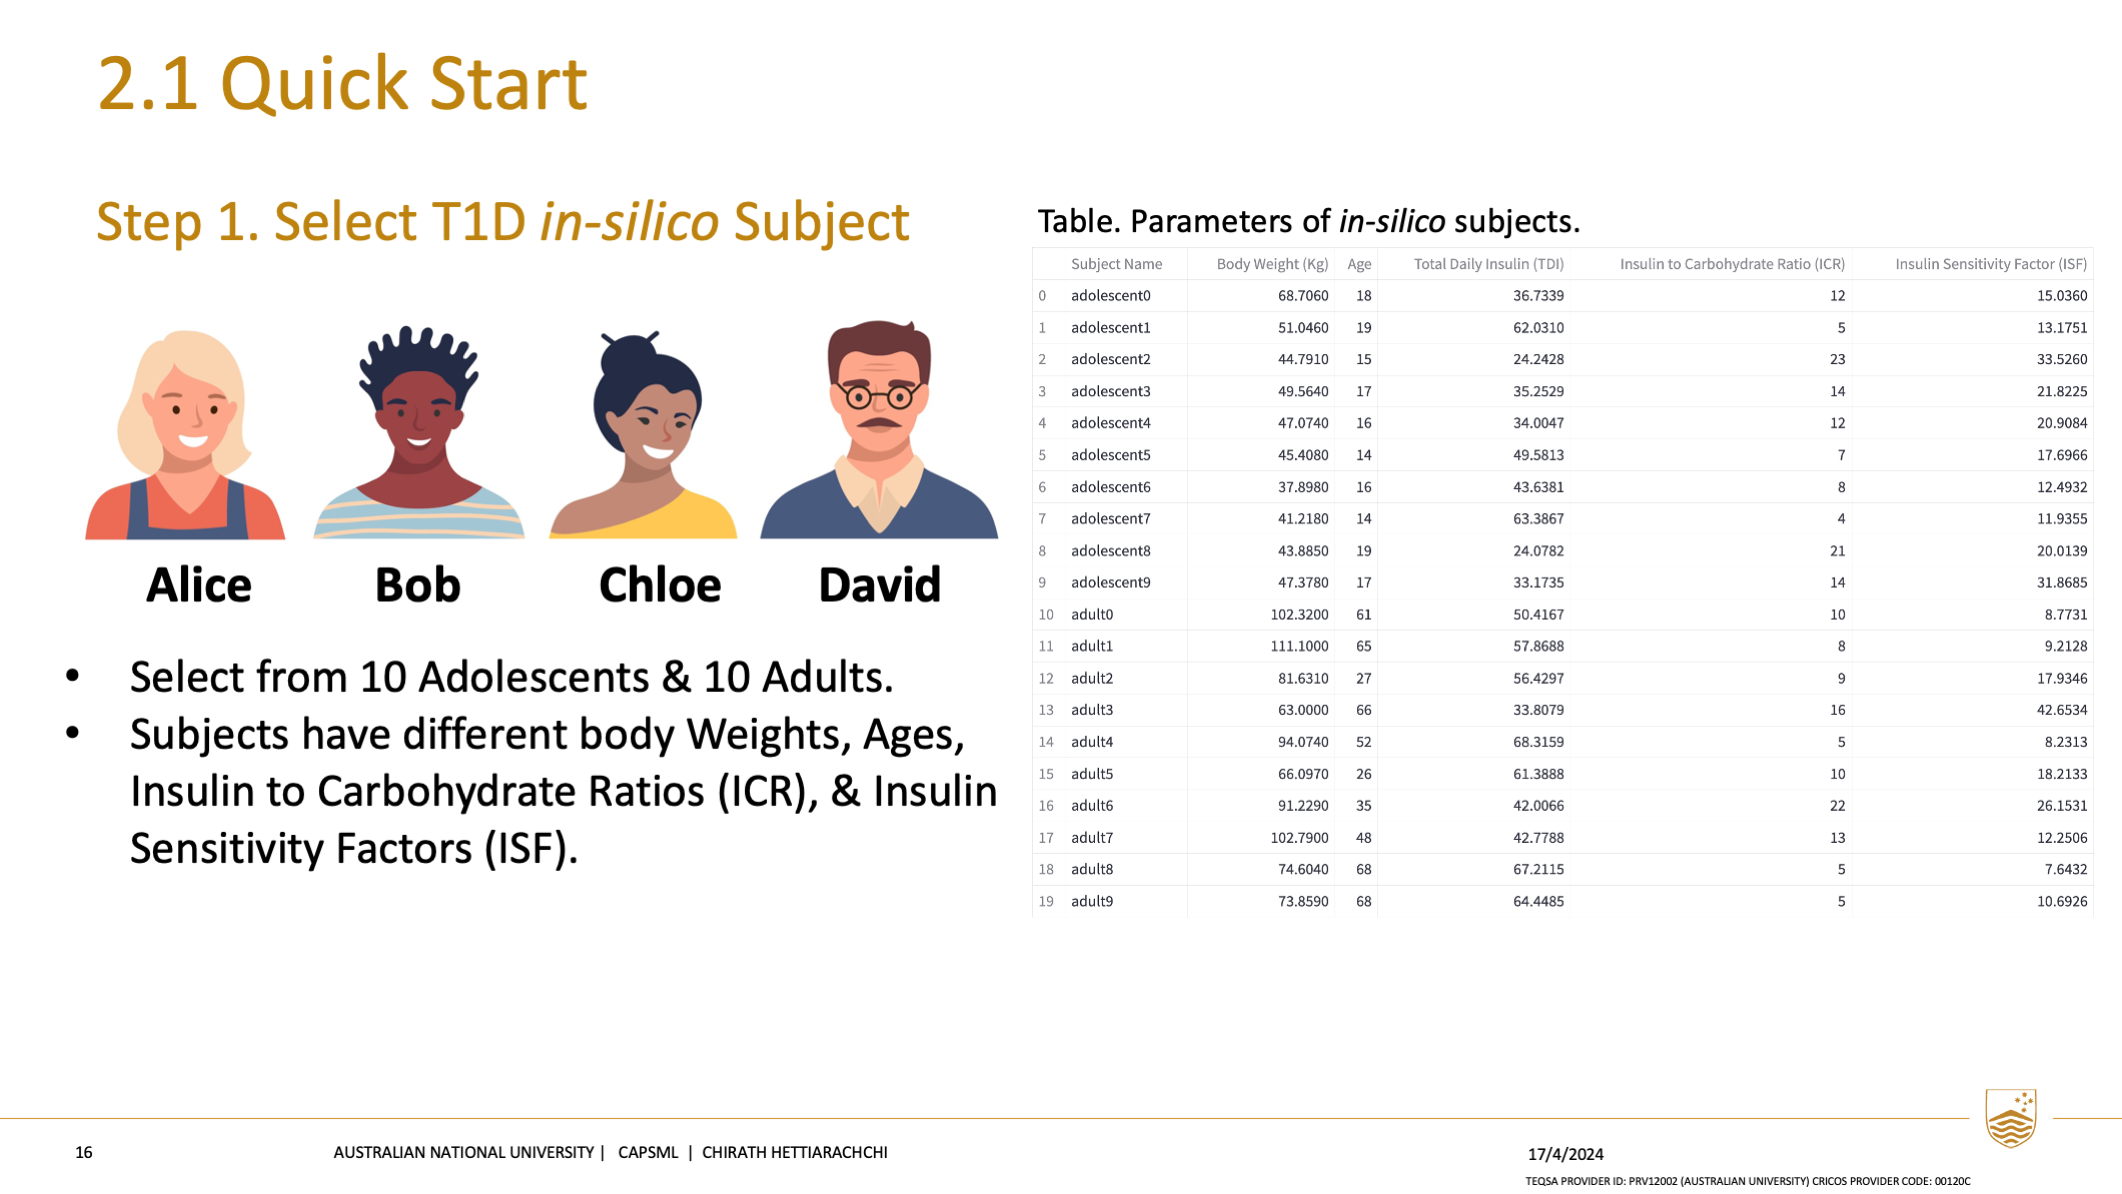 2.1 Quick Start
Step 1. Select T1D in-silico Subject
Alice Bob Chloe David
• Select from 10 Adolescents & 10 Adults.
• Subjects have different body Weights, Ages,
Insulin to Carbohydrate Ratios (ICR), & Insulin
Sensitivity Factors (ISF).
Table. Parameters of in-silico subjects.
Subject Name Body Weight (Kg) Age Total Daily Insulin (TDI) Insulin to Carbohydrate Ratio (ICR) Insulin Sensitivity Factor (ISF)
0 adolescent0 68.7060 18 36.7339 12 15.0360
1 adolescent1 51.0460 19 62.0310 5 13.1751
2 adolescent2 44.7910 15 24.2428 23 33.5260
3 adolescent3 49.5640 17 35.2529 14 21.8225
4 adolescent4 47.0740 16 34.0047 12 20.9084
5 adolescent5 45.4080 14 49.5813 7 17.6966
6 adolescent6 37.8980 16 43.6381 8 12.4932
7 adolescent7 41.2180 14 63.3867 4 11.9355
8 adolescent8 43.8850 19 24.0782 21 20.0139
9 adolescent9 47.3780 17 33.1735 14 31.8685
10 adult0 102.3200 61 50.4167 10 8.7731
11 adult1 111.1000 65 57.8688 8 9.2128
12 adult2 81.6310 27 56.4297 9 17.9346
13 adult3 63.0000 66 33.8079 16 42.6534
14 adult4 94.0740 52 68.3159 5 8.2313
15 adult5 66.0970 26 61.3888 10 18.2133
16 adult6 91.2290 35 42.0066 22 26.1531
17 adult7 102.7900 48 42.7788 13 12.2506
18 adult8 74.6040 68 67.2115 5 7.6432
19 adult9 73.8590 68 64.4485 5 10.6926
16 AUSTRALIAN NATIONAL UNIVERSITY | CAPSML | CHIRATH HETTIARACHCHI 17/4/2024
TEQSA PROVIDER ID: PRV12002 (AUSTRALIAN UNIVERSITY) CRICOS PROVIDER CODE: 00120C